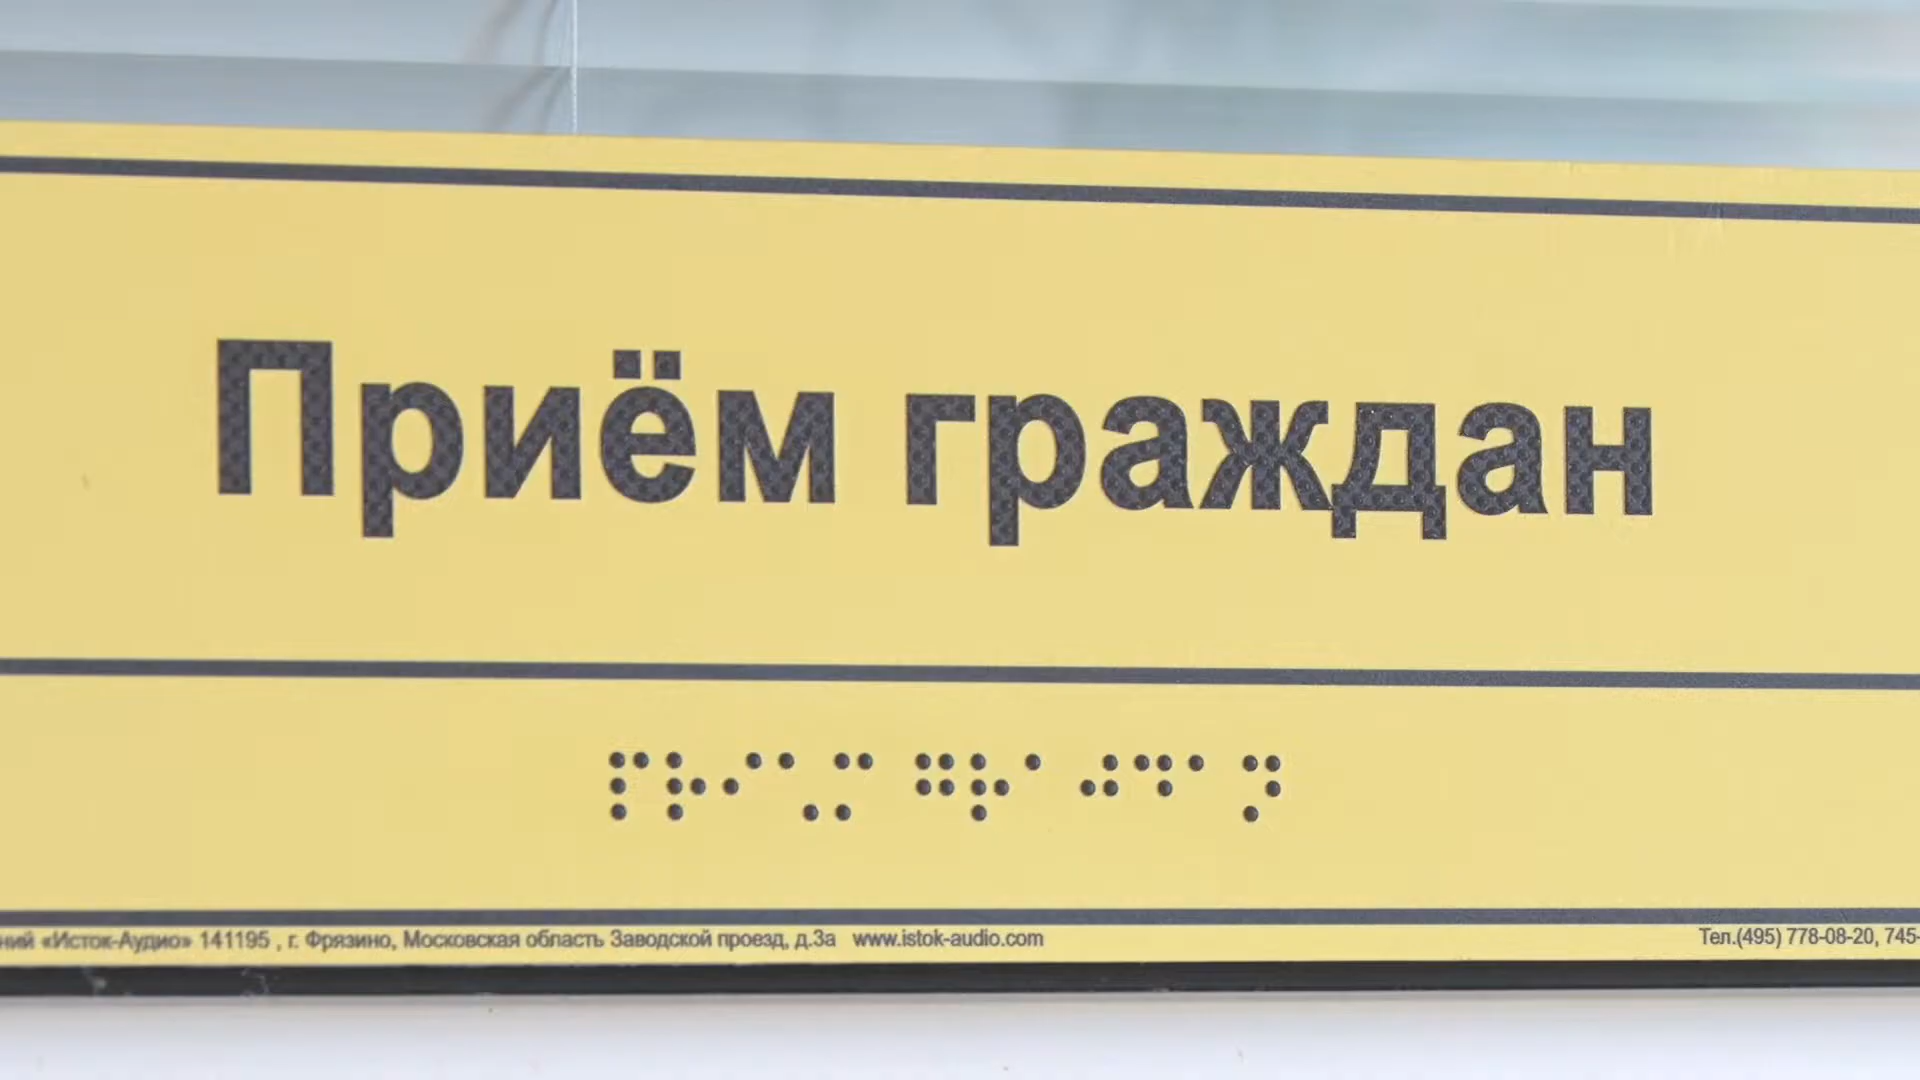 Приём граждан
⠏⠗⠊⠡⠍ ⠛⠗⠁⠚⠙⠁⠝
«Исток-Аудио» 141195 , г. Фрязино, Московская область Заводской проезд, д.3а www.istok-audio.com
Тел.(495) 778-08-20, 745-